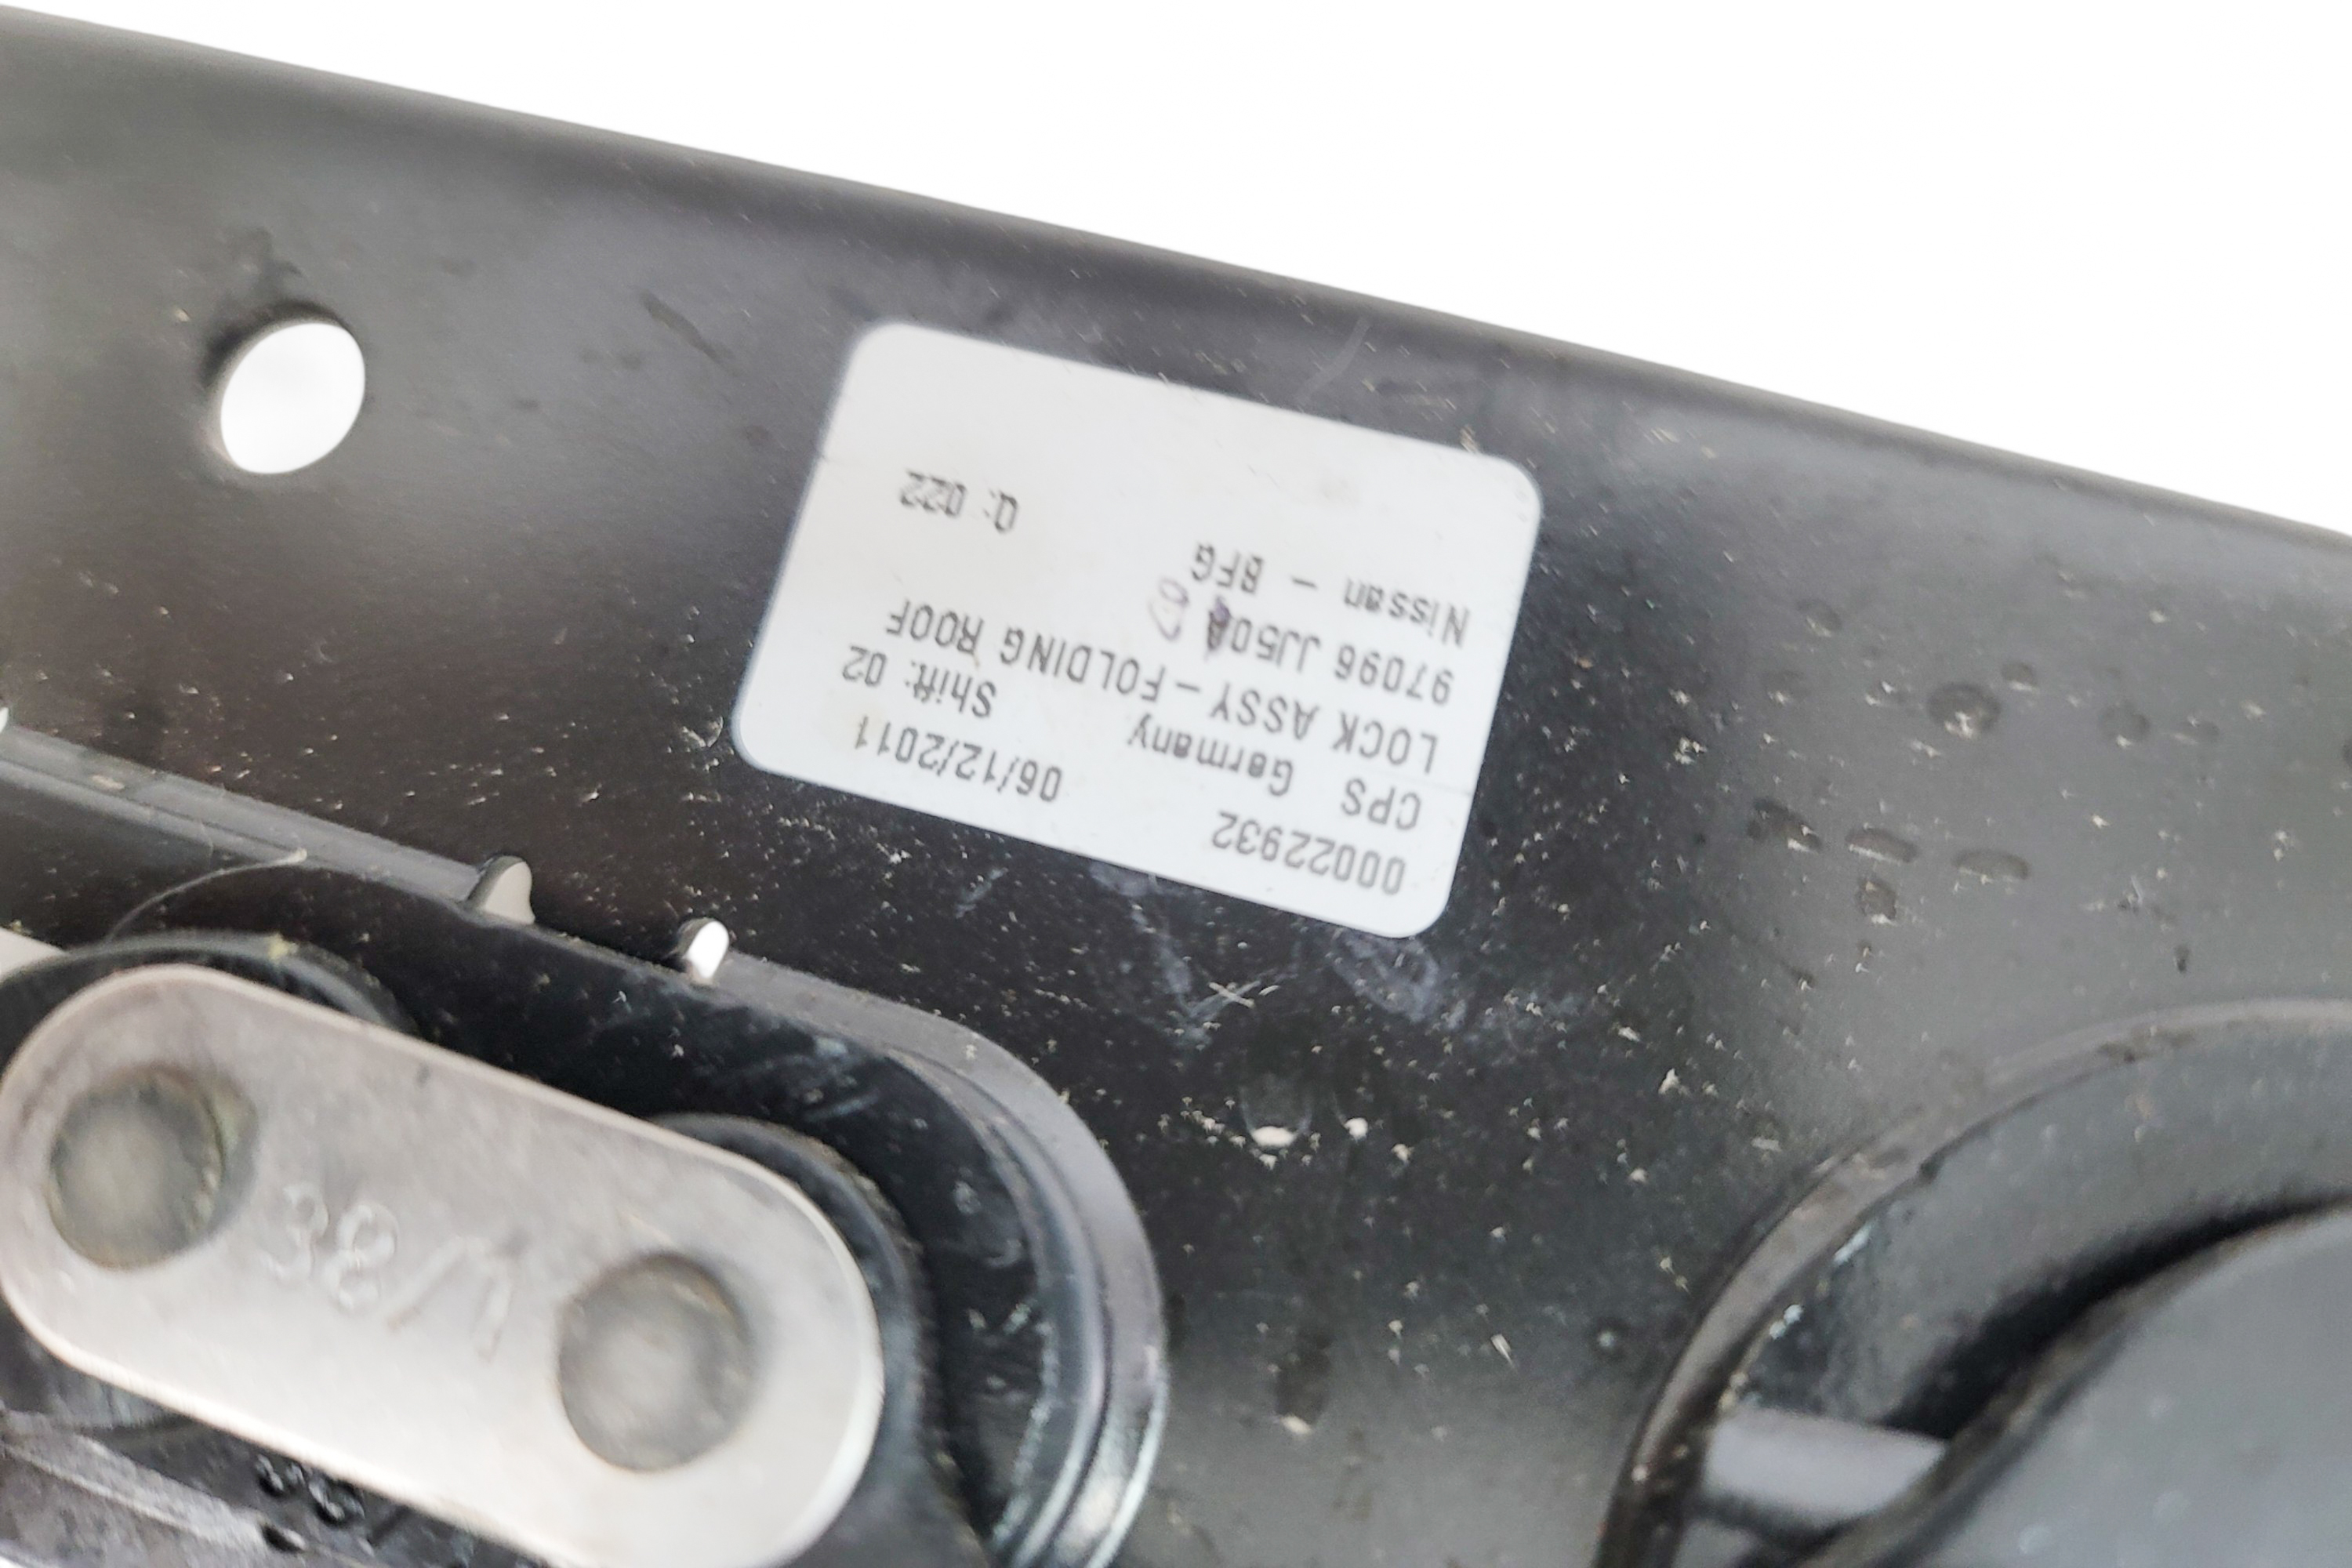 00022932 06/12/2011
CPS Germany Shift: 02
LOCK ASSY-FOLDING ROOF
97096 JJ50A
Nissan - BFG Q: 022
38/1